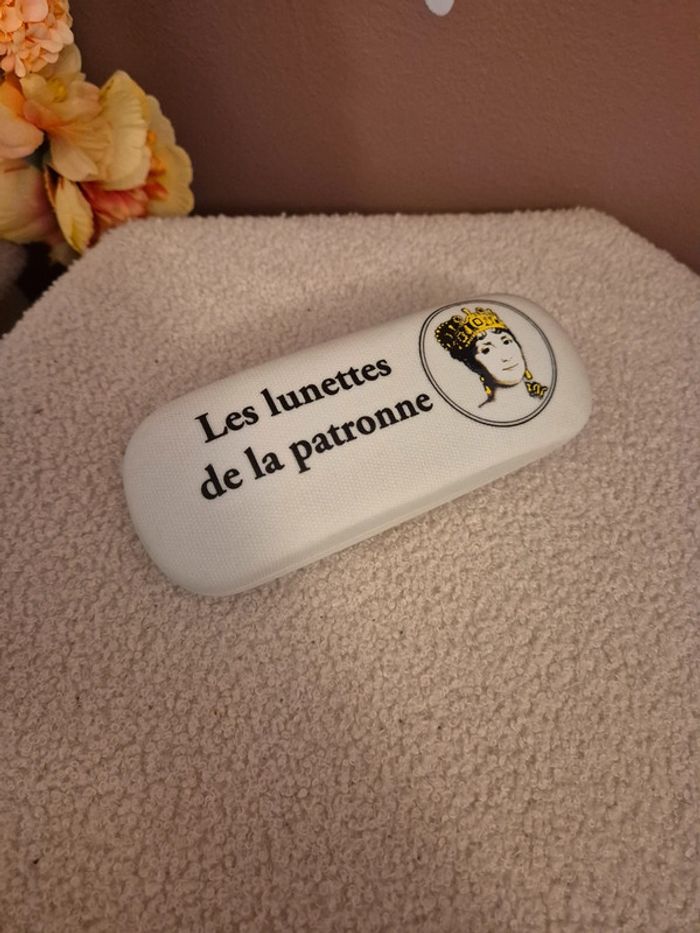 Les lunettes
de la patronne